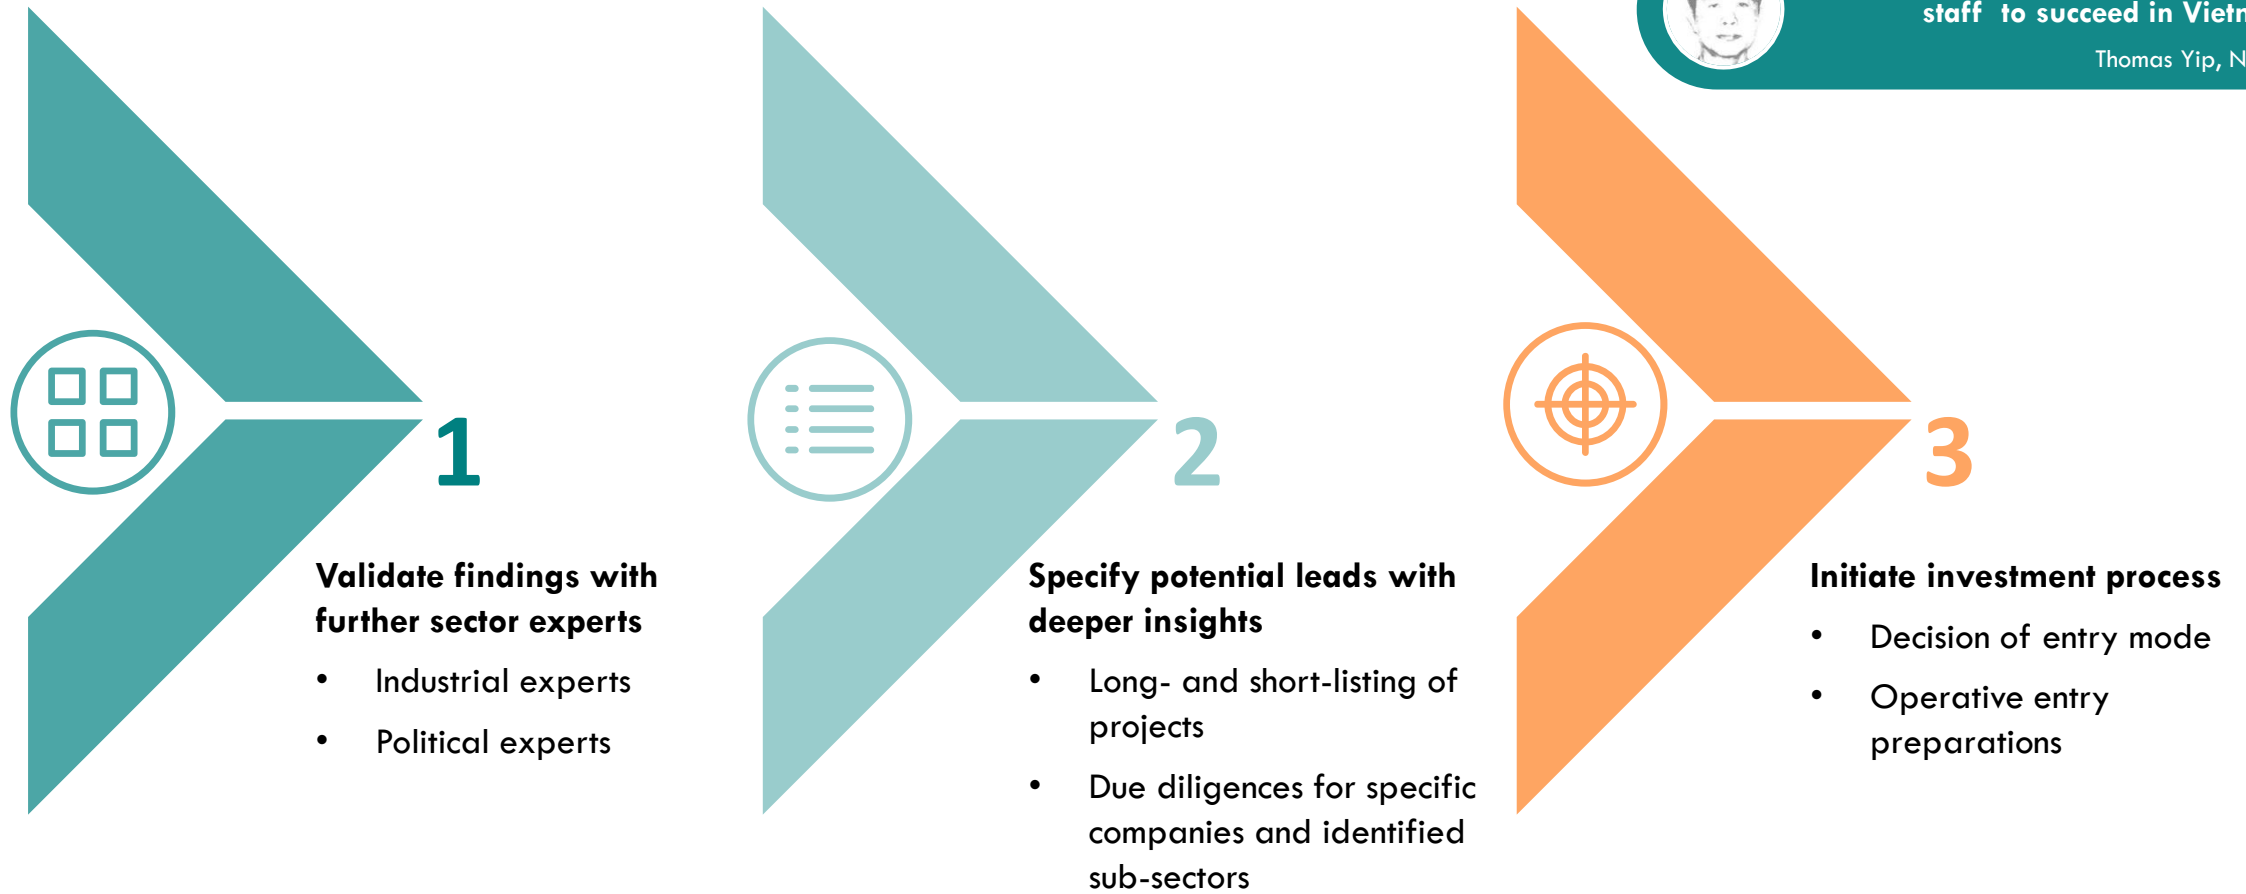 staff to succeed in
Thomas Yip,
1
Validate findings with
further sector experts
• Industrial experts
• Political experts
2
Specify potential leads with
deeper insights
• Long- and short-listing of
projects
• Due diligences for specific
companies and identified
sub-sectors
3
Initiate investment process
• Decision of entry mode
• Operative entry
preparations